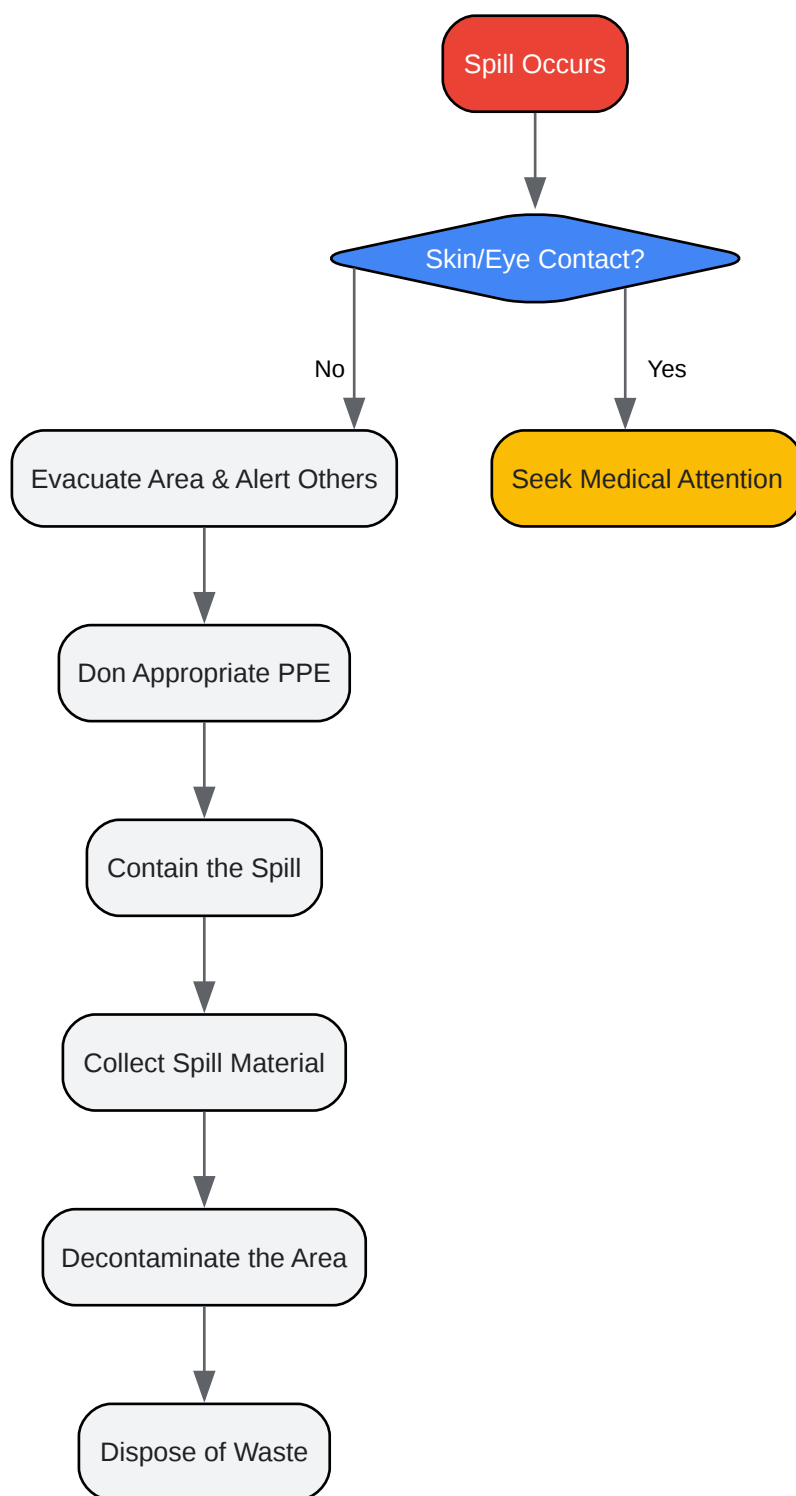 Spill Occurs
Skin/Eye Contact?
No
Yes
Evacuate Area & Alert Others
Seek Medical Attention
Don Appropriate PPE
Contain the Spill
Collect Spill Material
Decontaminate the Area
Dispose of Waste